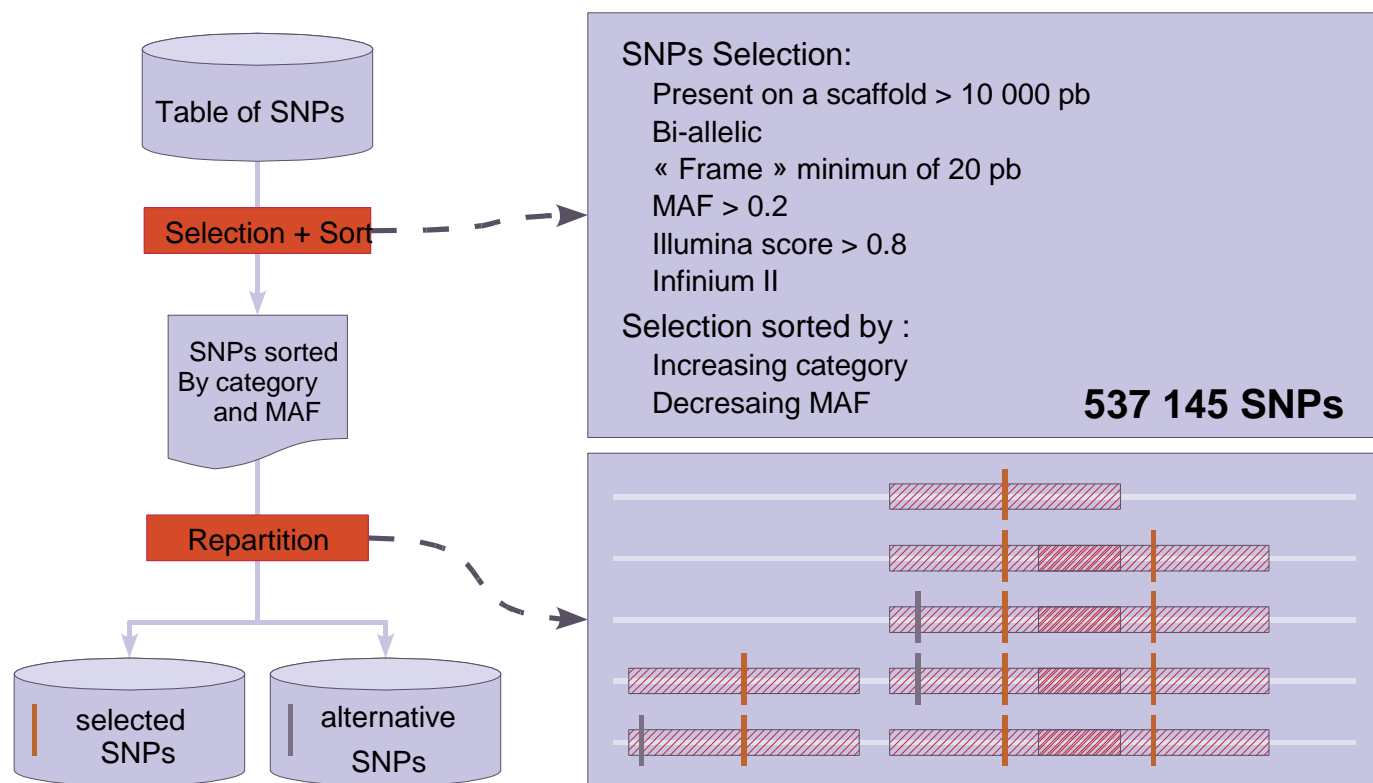 Table of SNPs
Selection + Sort
SNPs sorted
By category
and MAF
Repartition
selected
SNPs
alternative
SNPs
SNPs Selection:
Present on a scaffold > 10 000 pb
Bi-allelic
« Frame » minimun of 20 pb
MAF > 0.2
Illumina score > 0.8
Infinium II
Selection sorted by :
Increasing category
Decresaing MAF
537 145 SNPs